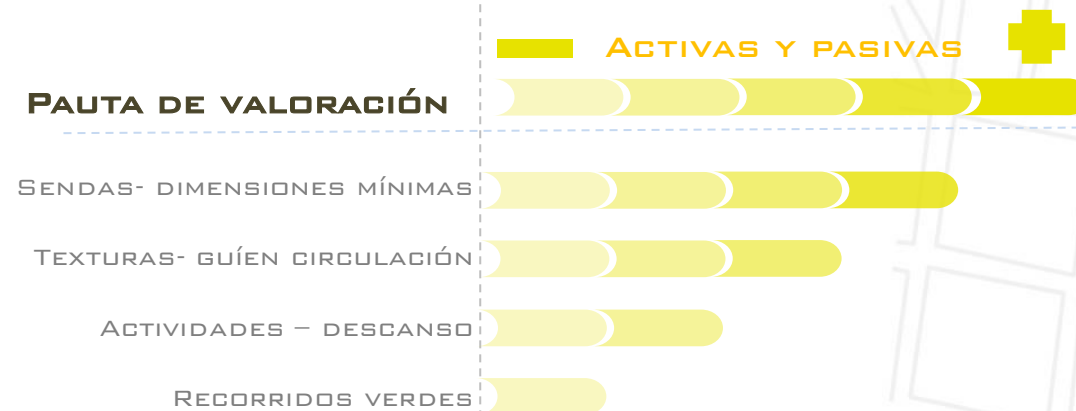 Activas y pasivas
Pauta de valoración
Sendas- dimensiones mínimas
Texturas- guíen circulación
Actividades – descanso
Recorridos verdes